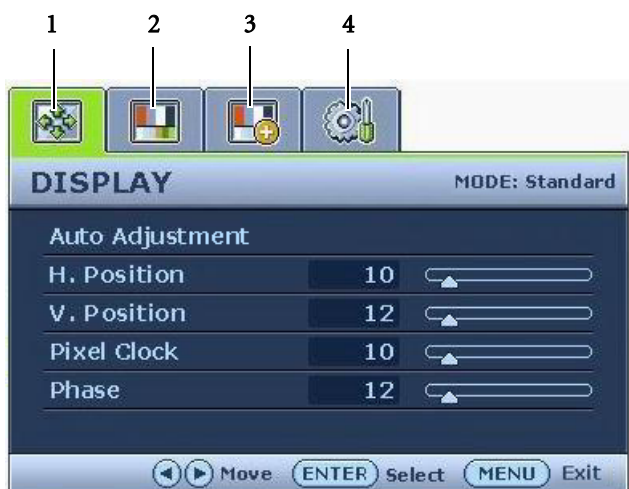 1 2 3 4
DISPLAY MODE: Standard
Auto Adjustment
H. Position 10
V. Position 12
Pixel Clock 10
Phase 12
Move ENTER Select MENU Exit